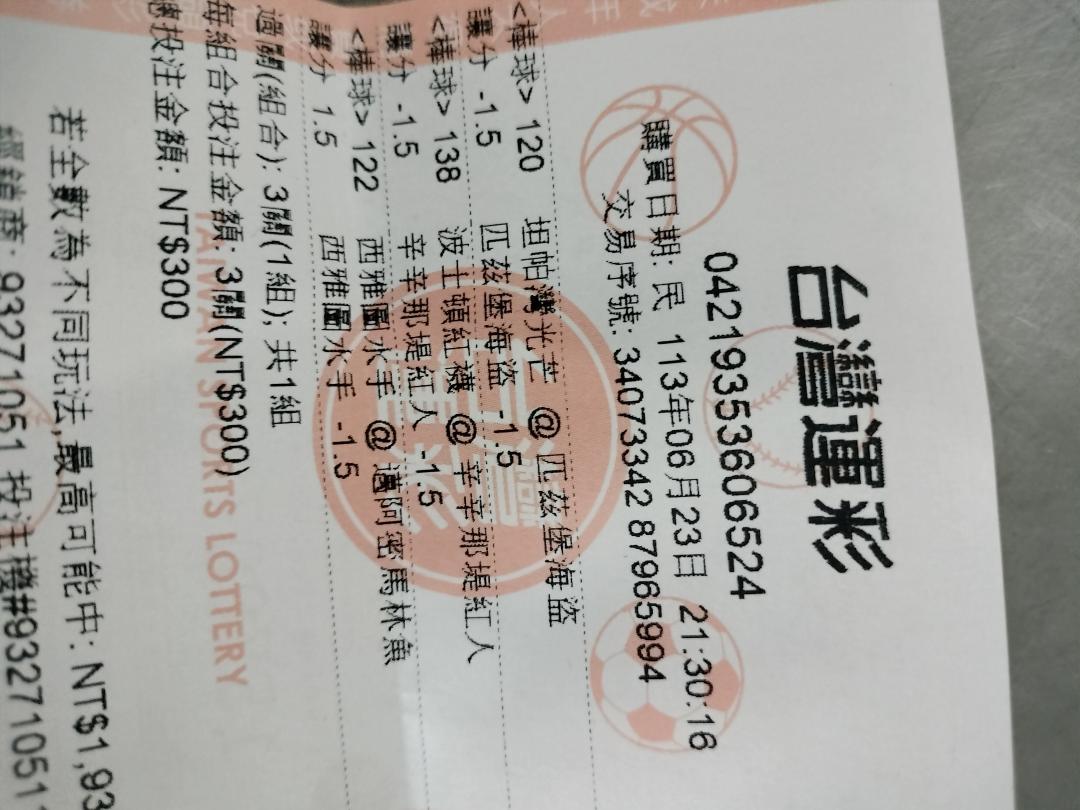 台灣運彩
04219353606524
購買日期: 民 113年06月23日 21:30:16
交易序號: 34073342 87965994
<棒球> 120 坦帕灣光芒 @ 匹茲堡海盜
讓分 -1.5 匹茲堡海盜 -1.5
<棒球> 138 波士頓紅襪 @ 辛辛那堤紅人
讓分 -1.5 辛辛那堤紅人 -1.5
<棒球> 122 西雅圖水手 @ 邁阿密馬林魚
讓分 1.5 西雅圖水手 -1.5
過關(組合): 3關(1組); 共1組
每組合投注金額: 3關(NT$300)
總投注金額: NT$300
TAIWAN SPORTS LOTTERY
若全數為不同玩法,最高可能中: NT$1,93
經銷商: 93271051 投注機#932710511